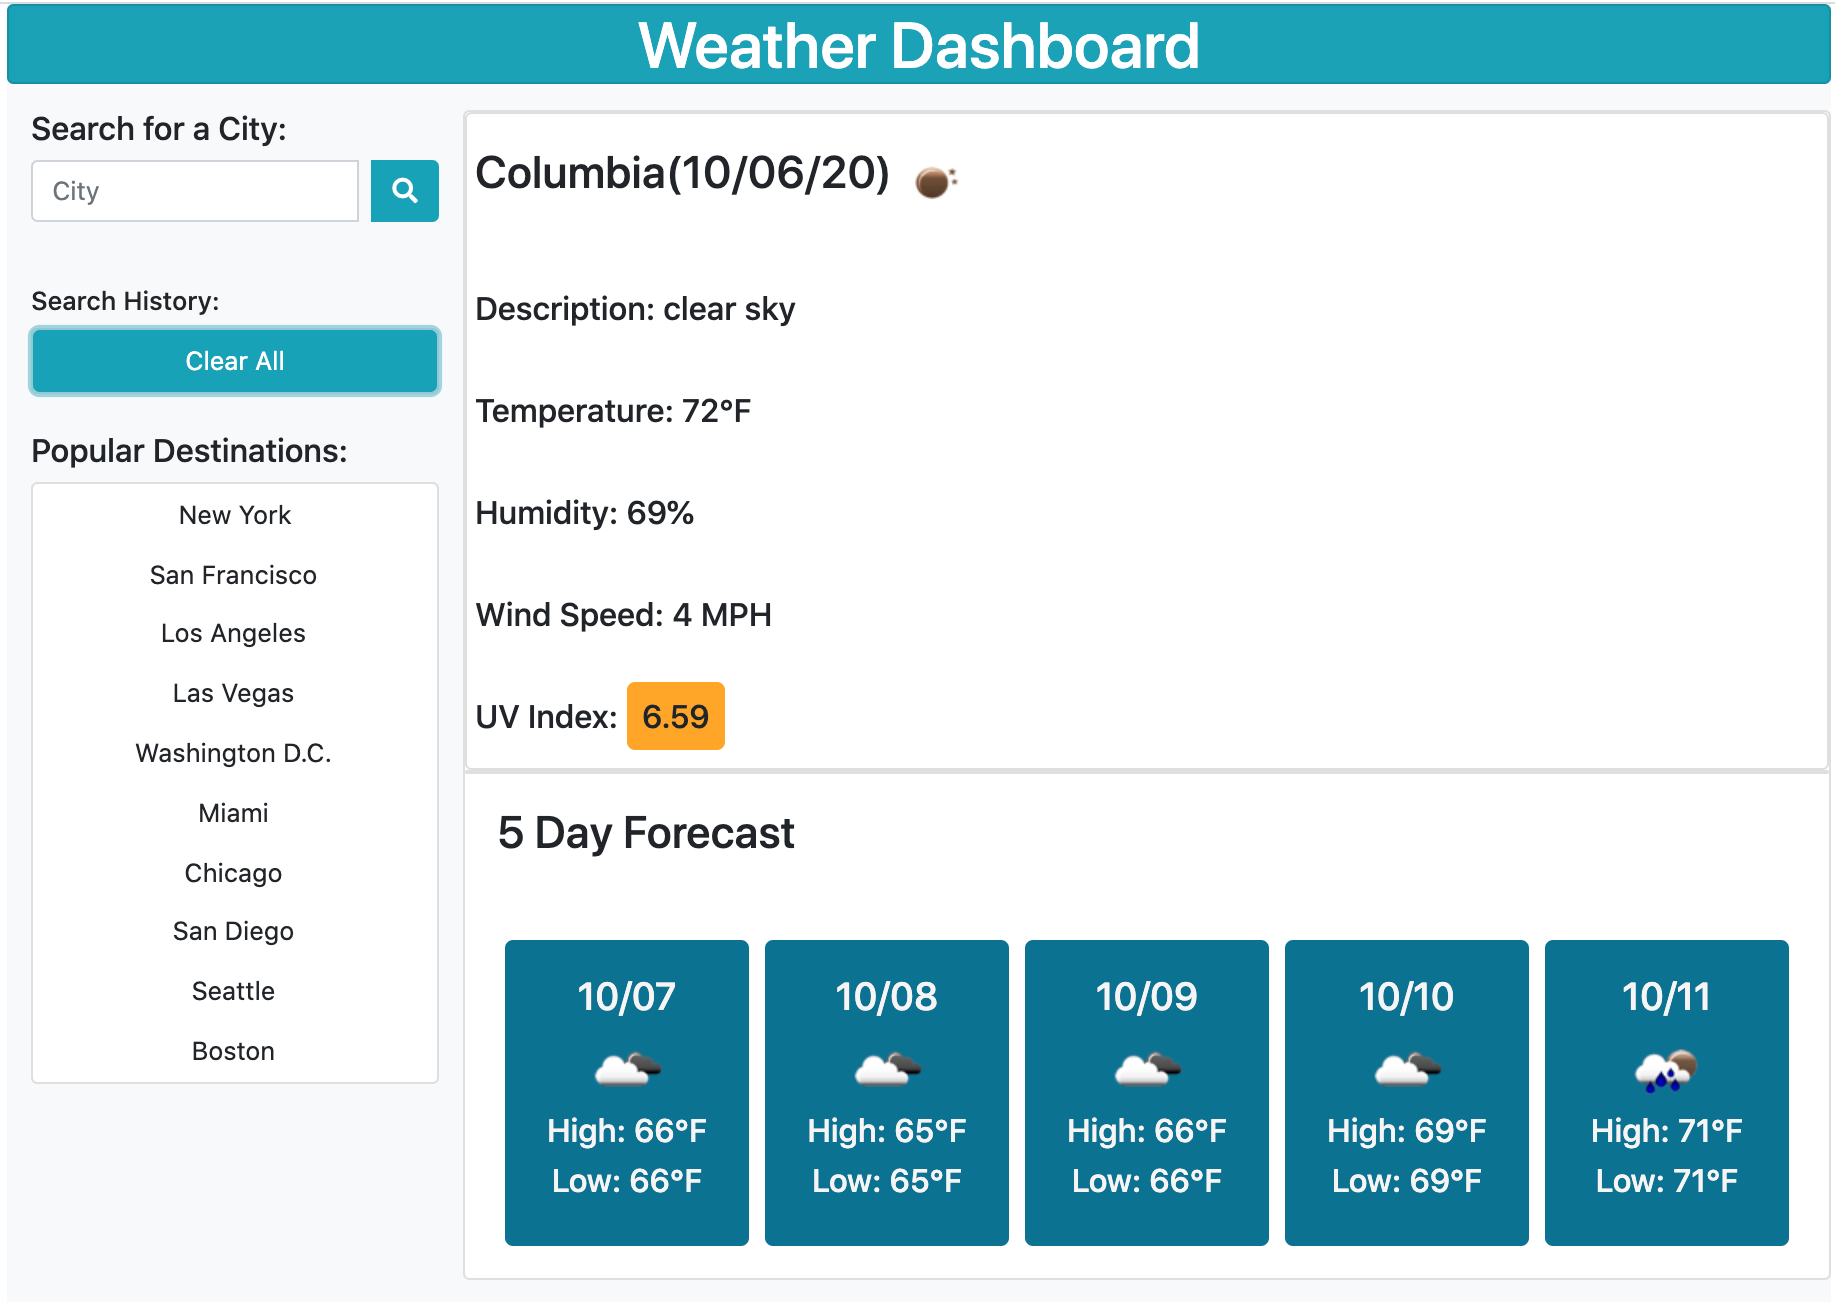 Weather Dashboard
Search for a City:
City
Search History:
Clear All
Popular Destinations:
New York
San Francisco
Los Angeles
Las Vegas
Washington D.C.
Miami
Chicago
San Diego
Seattle
Boston
Columbia(10/06/20)
Description: clear sky
Temperature: 72°F
Humidity: 69%
Wind Speed: 4 MPH
UV Index: 6.59
5 Day Forecast
10/07
High: 66°F
Low: 66°F
10/08
High: 65°F
Low: 65°F
10/09
High: 66°F
Low: 66°F
10/10
High: 69°F
Low: 69°F
10/11
High: 71°F
Low: 71°F